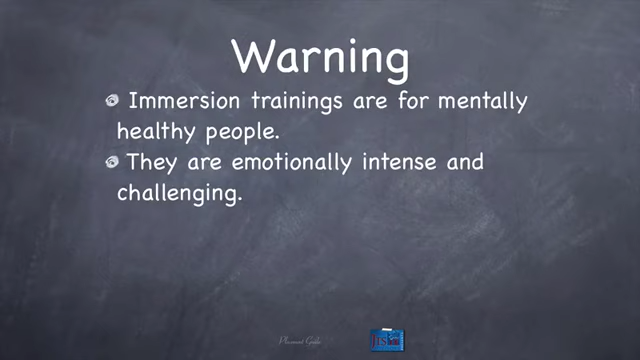 Warning
Immersion trainings are for mentally
healthy people.
They are emotionally intense and
challenging.